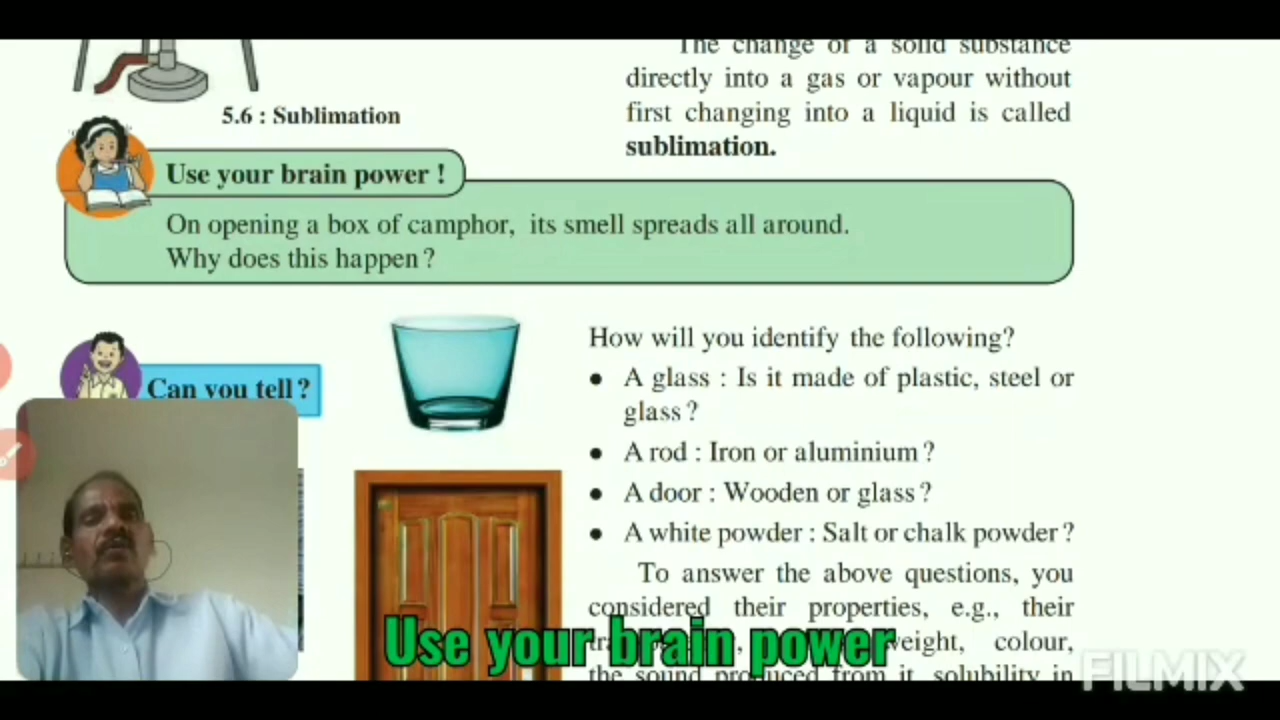 The change of a solid substance
directly into a gas or vapour without
first changing into a liquid is called
sublimation.
5.6 : Sublimation
Use your brain power !
On opening a box of camphor, its smell spreads all around.
Why does this happen ?
Can you tell ?
How will you identify the following?
• A glass : Is it made of plastic, steel or
glass ?
• A rod : Iron or aluminium ?
• A door : Wooden or glass ?
• A white powder : Salt or chalk powder ?
To answer the above questions, you
considered their properties, e.g., their
weight, colour,
the sound produced from it, solubility in
Use your brain power
FILMIX